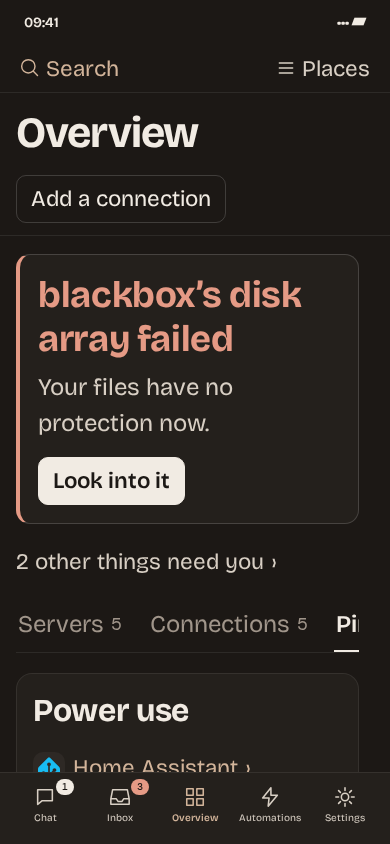 09:41
Search
Places
Overview
Add a connection
blackbox's disk
array failed
Your files have no
protection now.
Look into it
2 other things need you ›
Servers 5
Connections 5
Pi
Power use
Home Assistant ›
1
3
Chat
Inbox
Overview
Automations
Settings